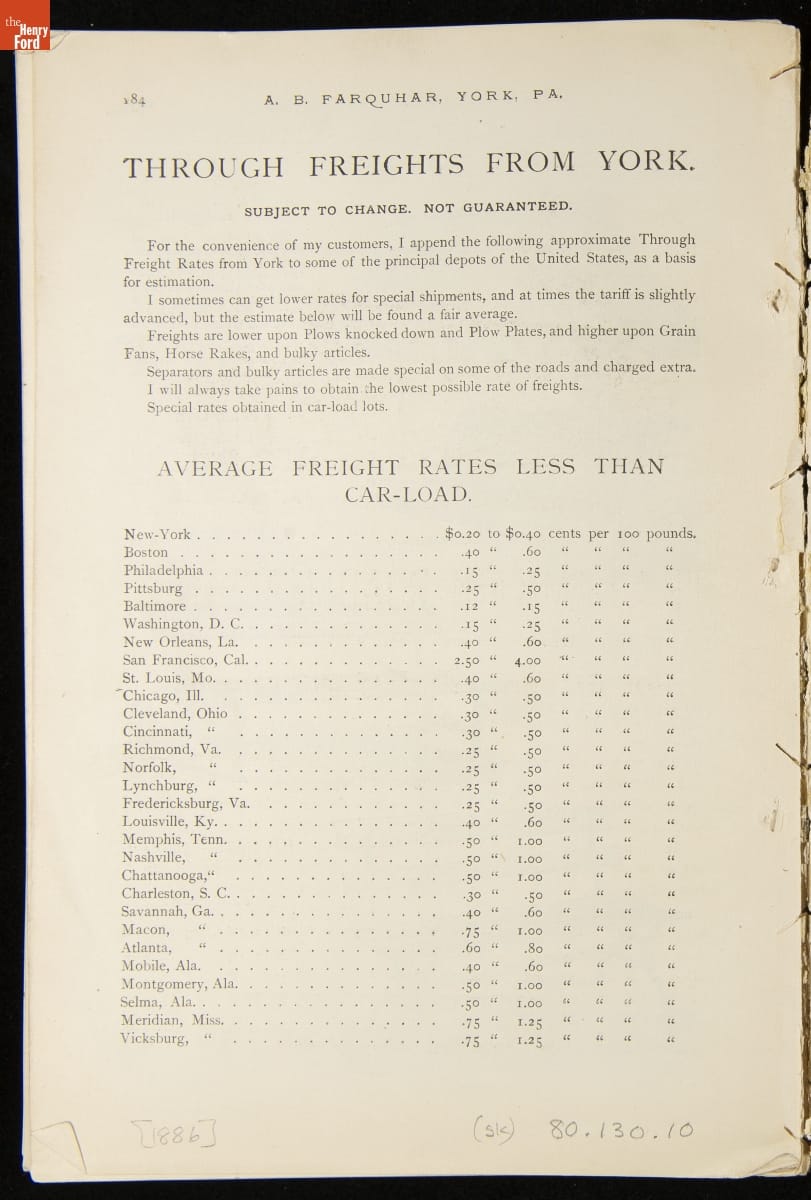 the
Henry
Ford
184 A. B. FARQUHAR, YORK, PA.
THROUGH FREIGHTS FROM YORK.
SUBJECT TO CHANGE. NOT GUARANTEED.
For the convenience of my customers, I append the following approximate Through
Freight Rates from York to some of the principal depots of the United States, as a basis
for estimation.
I sometimes can get lower rates for special shipments, and at times the tariff is slightly
advanced, but the estimate below will be found a fair average.
Freights are lower upon Plows knocked down and Plow Plates, and higher upon Grain
Fans, Horse Rakes, and bulky articles.
Separators and bulky articles are made special on some of the roads and charged extra.
I will always take pains to obtain the lowest possible rate of freights.
Special rates obtained in car-load lots.
AVERAGE FREIGHT RATES LESS THAN
CAR-LOAD.
New-York . . . . . . . . . . . . . . . . $0.20 to $0.40 cents per 100 pounds.
Boston . . . . . . . . . . . . . . . . . .40 “ .60 “ “ “ “
Philadelphia . . . . . . . . . . . . . . . .15 “ .25 “ “ “ “
Pittsburg . . . . . . . . . . . . . . . . .25 “ .50 “ “ “ “
Baltimore . . . . . . . . . . . . . . . . .12 “ .15 “ “ “ “
Washington, D. C. . . . . . . . . . . . . .15 “ .25 “ “ “ “
New Orleans, La. . . . . . . . . . . . . .40 “ .60 “ “ “ “
San Francisco, Cal. . . . . . . . . . . . . 2.50 “ 4.00 “ “ “ “
St. Louis, Mo. . . . . . . . . . . . . . . .40 “ .60 “ “ “ “
Chicago, Ill. . . . . . . . . . . . . . . .30 “ .50 “ “ “ “
Cleveland, Ohio . . . . . . . . . . . . . .30 “ .50 “ “ “ “
Cincinnati, “ . . . . . . . . . . . . . .30 “ .50 “ “ “ “
Richmond, Va. . . . . . . . . . . . . . .25 “ .50 “ “ “ “
Norfolk, “ . . . . . . . . . . . . . .25 “ .50 “ “ “ “
Lynchburg, “ . . . . . . . . . . . . . .25 “ .50 “ “ “ “
Fredericksburg, Va. . . . . . . . . . . . .25 “ .50 “ “ “ “
Louisville, Ky. . . . . . . . . . . . . . . .40 “ .60 “ “ “ “
Memphis, Tenn. . . . . . . . . . . . . . .50 “ 1.00 “ “ “ “
Nashville, “ . . . . . . . . . . . . . .50 “ 1.00 “ “ “ “
Chattanooga,“ . . . . . . . . . . . . . .50 “ 1.00 “ “ “ “
Charleston, S. C. . . . . . . . . . . . . . .30 “ .50 “ “ “ “
Savannah, Ga. . . . . . . . . . . . . . . .40 “ .60 “ “ “ “
Macon, “ . . . . . . . . . . . . . . .75 “ 1.00 “ “ “ “
Atlanta, “ . . . . . . . . . . . . . . .60 “ .80 “ “ “ “
Mobile, Ala. . . . . . . . . . . . . . . .40 “ .60 “ “ “ “
Montgomery, Ala. . . . . . . . . . . . . .50 “ 1.00 “ “ “ “
Selma, Ala. . . . . . . . . . . . . . . . .50 “ 1.00 “ “ “ “
Meridian, Miss. . . . . . . . . . . . . . .75 “ 1.25 “ “ “ “
Vicksburg, “ . . . . . . . . . . . . . .75 “ 1.25 “ “ “ “
[1886] (sk) 80.130.10